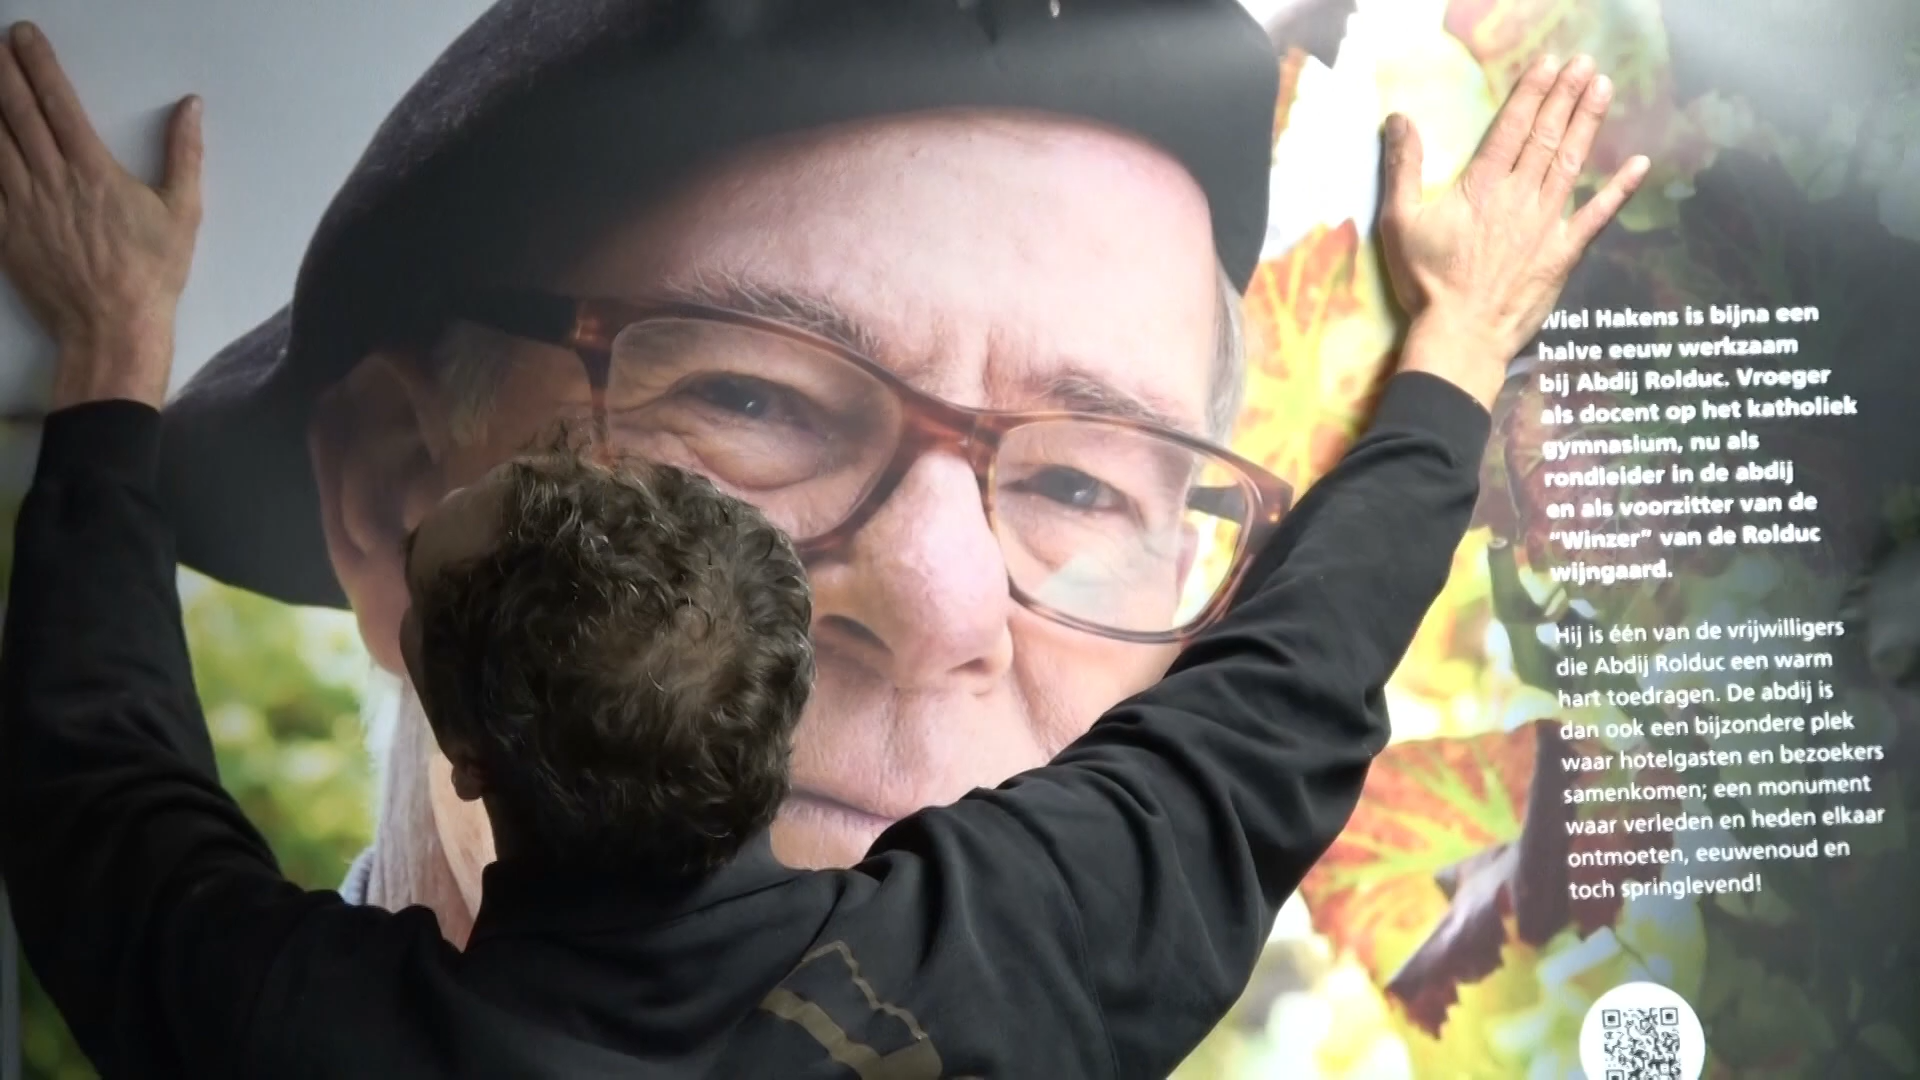 Wiel Hakens is bijna een
halve eeuw werkzaam
bij Abdij Rolduc. Vroeger
als docent op het katholiek
gymnasium, nu als
rondleider in de abdij
en als voorzitter van de
"Winzer" van de Rolduc
wijngaard.
Hij is één van de vrijwilligers
die Abdij Rolduc een warm
hart toedragen. De abdij is
dan ook een bijzondere plek
waar hotelgasten en bezoekers
samenkomen; een monument
waar verleden en heden elkaar
ontmoeten, eeuwenoud en
toch springlevend!